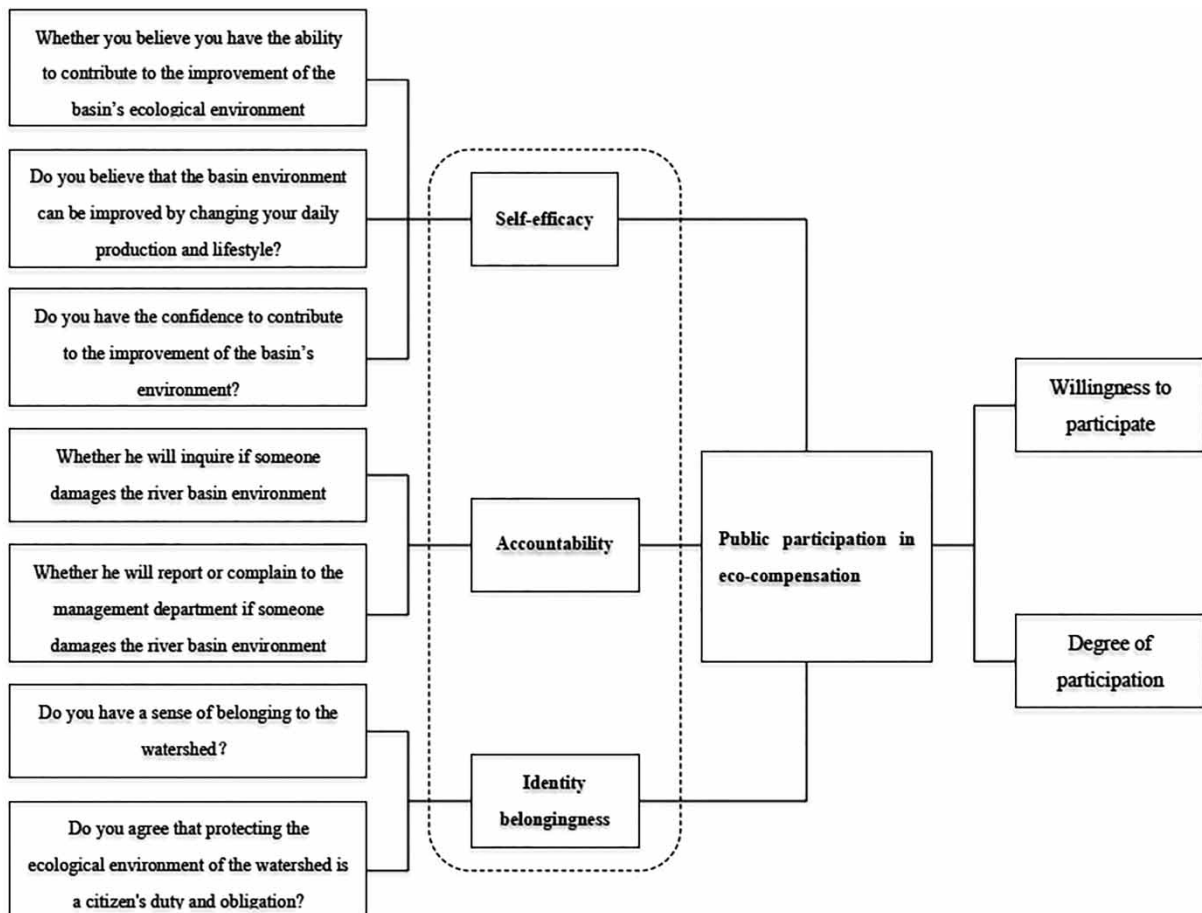 Whether you believe you have the ability
to contribute to the improvement of the
basin's ecological environment
Do you believe that the basin environment
can be improved by changing your daily
production and lifestyle?
Do you have the confidence to contribute
to the improvement of the basin's
environment?
Whether he will inquire if someone
damages the river basin environment
Whether he will report or complain to the
management department if someone
damages the river basin environment
Do you have a sense of belonging to the
watershed?
Do you agree that protecting the
ecological environment of the watershed is
a citizen's duty and obligation?
Self-efficacy
Accountability
Identity
belongingness
Public participation in
eco-compensation
Willingness to
participate
Degree of
participation